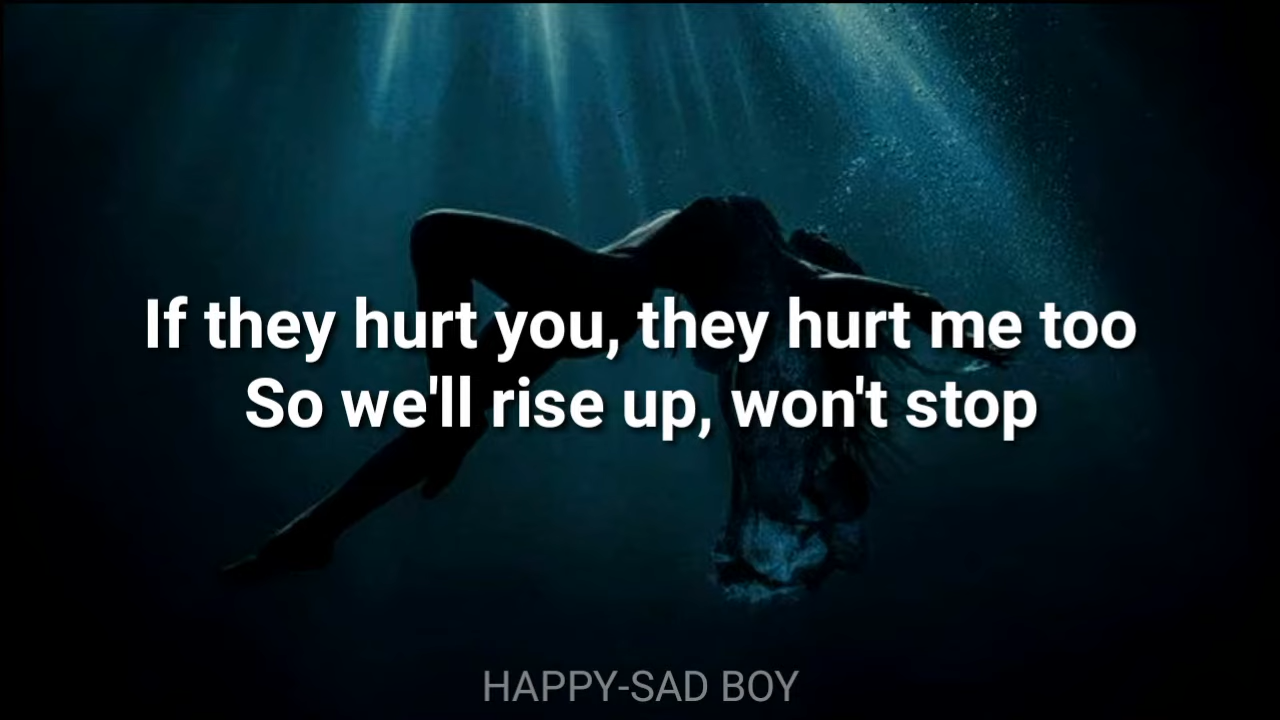 If they hurt you, they hurt me too
So we'll rise up, won't stop
HAPPY-SAD BOY